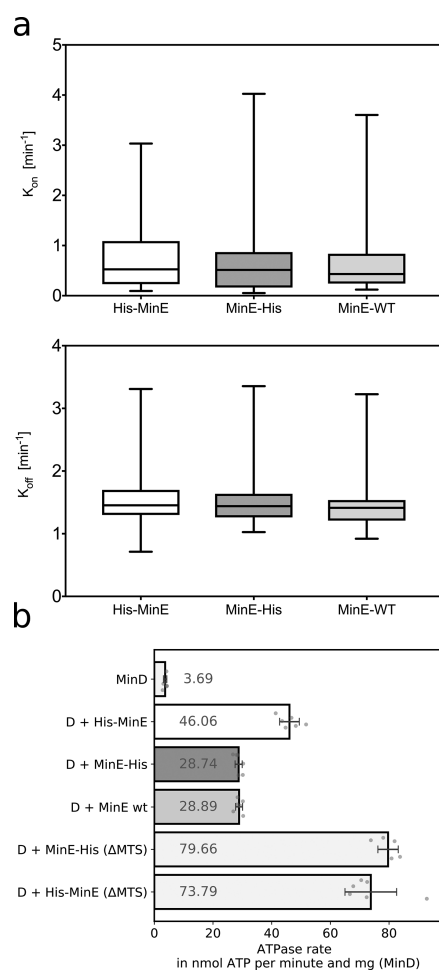 a
5
4
3
2
1
0
K_on [min⁻¹]
His-MinE
MinE-His
MinE-WT
4
3
2
1
0
K_off [min⁻¹]
His-MinE
MinE-His
MinE-WT
b
MinD
3.69
D + His-MinE
46.06
D + MinE-His
28.74
D + MinE wt
28.89
D + MinE-His (ΔMTS)
79.66
D + His-MinE (ΔMTS)
73.79
0 20 40 60 80
ATPase rate
in nmol ATP per minute and mg (MinD)